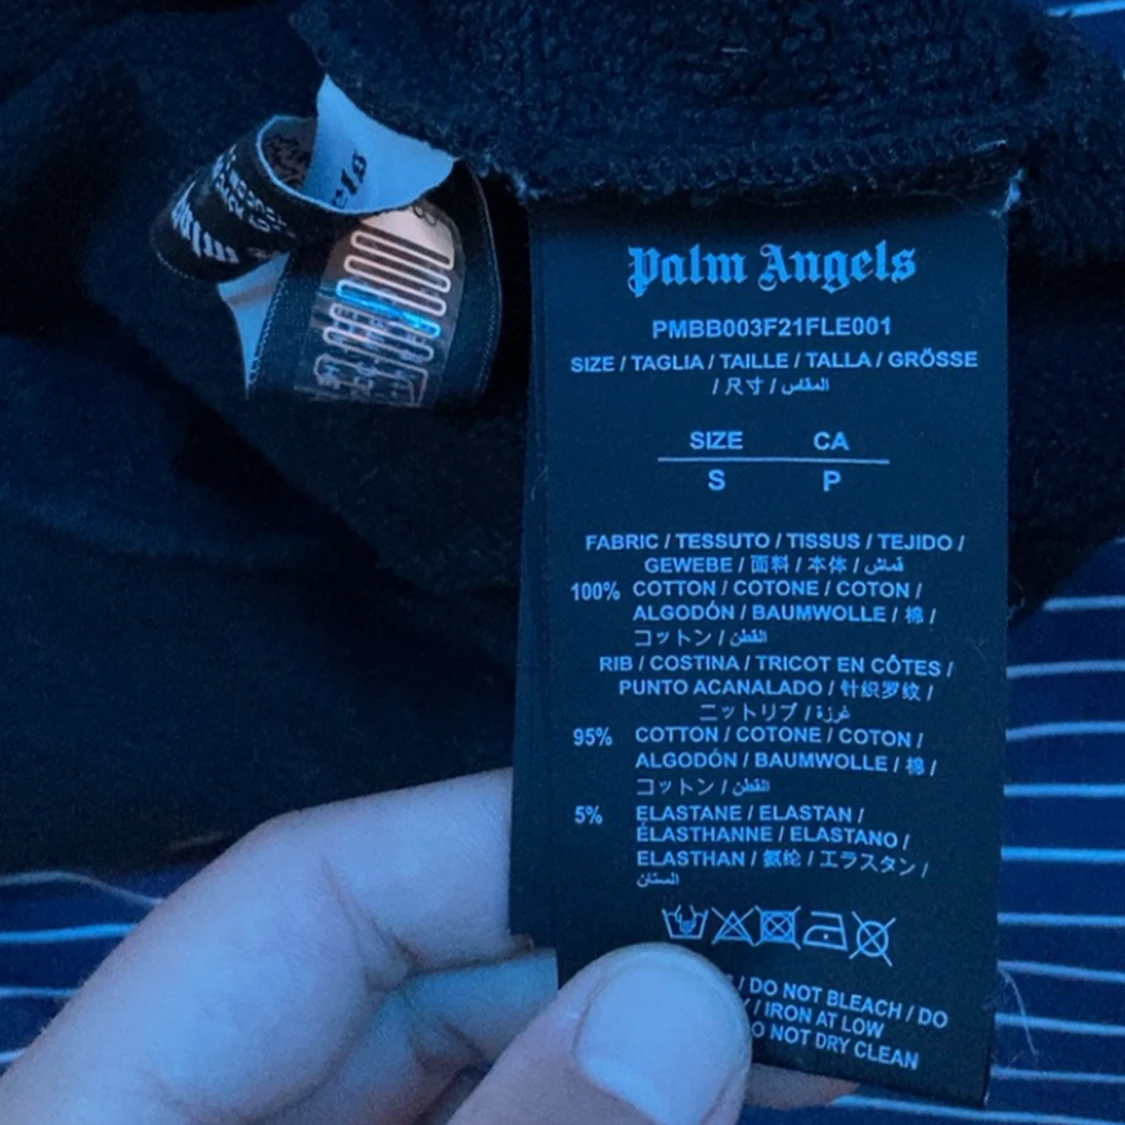 Palm Angels
PMBB003F21FLE001
SIZE / TAGLIA / TAILLE / TALLA / GRÖSSE
/ 尺寸 / المقاس
SIZE CA
S P
FABRIC / TESSUTO / TISSUS / TEJIDO /
GEWEBE / 面料 / 本体 / قماش
100% COTTON / COTONE / COTON /
ALGODÓN / BAUMWOLLE / 棉 /
コットン / القطن
RIB / COSTINA / TRICOT EN CÔTES /
PUNTO ACANALADO / 针织罗纹 /
ニットリブ / غرزة
95% COTTON / COTONE / COTON /
ALGODÓN / BAUMWOLLE / 棉 /
コットン / القطن
5% ELASTANE / ELASTAN /
ÉLASTHANNE / ELASTANO /
ELASTHAN / 氨纶 / エラスタン /
الستان
/ DO NOT BLEACH / DO
/ IRON AT LOW
NOT DRY CLEAN